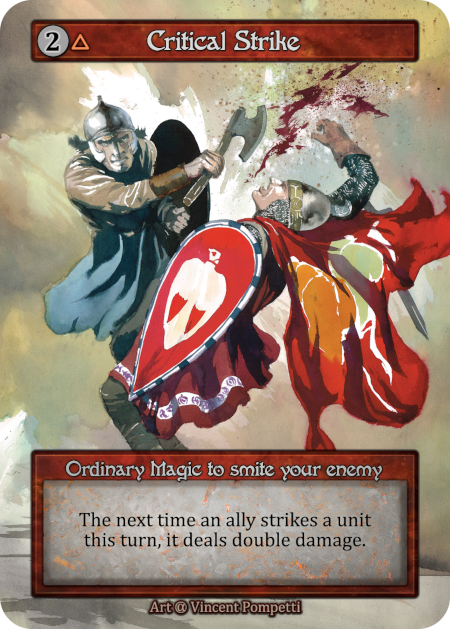 2 Critical Strike
Ordinary Magic to smite your enemy
The next time an ally strikes a unit
this turn, it deals double damage.
Art @ Vincent Pompetti